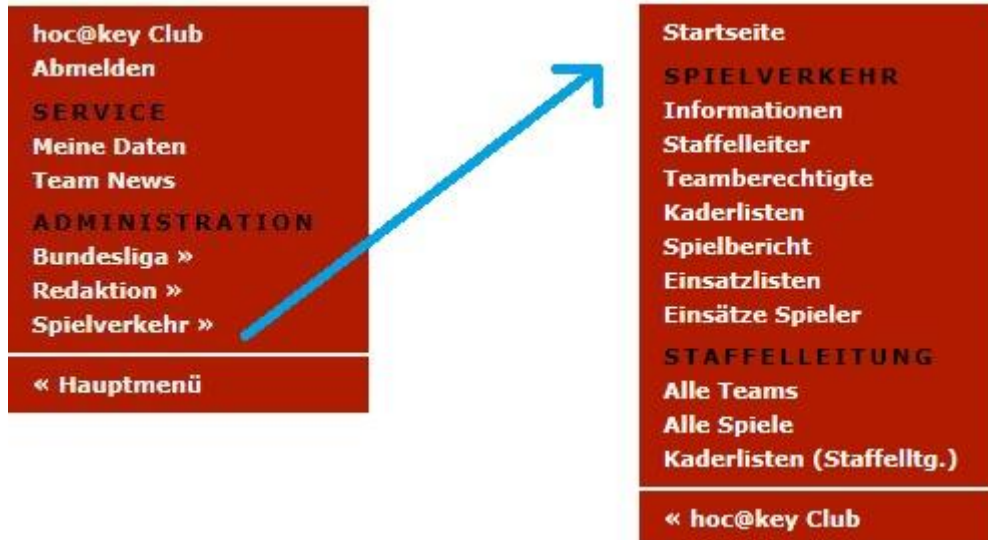 hoc@key Club
Abmelden
SERVICE
Meine Daten
Team News
ADMINISTRATION
Bundesliga »
Redaktion »
Spielverkehr »
« Hauptmenü
Startseite
SPIELVERKEHR
Informationen
Staffelleiter
Teamberechtigte
Kaderlisten
Spielbericht
Einsatzlisten
Einsätze Spieler
STAFFELLEITUNG
Alle Teams
Alle Spiele
Kaderlisten (Staffelltg.)
« hoc@key Club